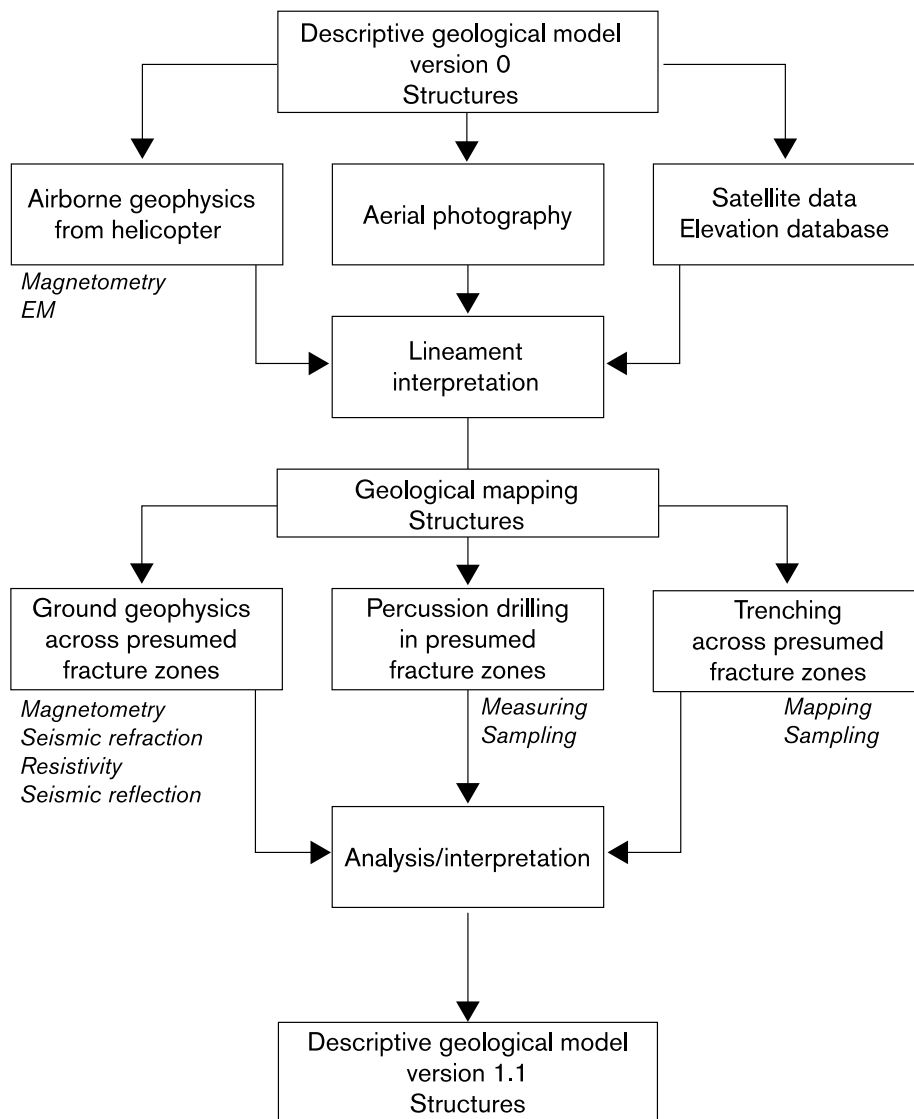 Descriptive geological model
version 0
Structures
Airborne geophysics
from helicopter
Aerial photography
Satellite data
Elevation database
Magnetometry
EM
Lineament
interpretation
Geological mapping
Structures
Ground geophysics
across presumed
fracture zones
Percussion drilling
in presumed
fracture zones
Trenching
across presumed
fracture zones
Magnetometry
Seismic refraction
Resistivity
Seismic reflection
Measuring
Sampling
Mapping
Sampling
Analysis/interpretation
Descriptive geological model
version 1.1
Structures